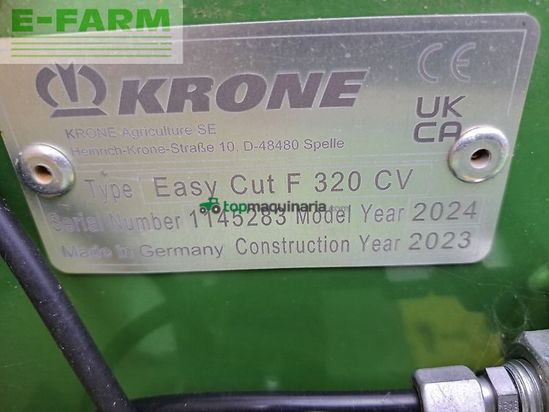 E-FARM
KRONE
CE
UK
CA
KRONE Agriculture SE
Heinrich-Krone-Straße 10, D-48480 Spelle
Type Easy Cut F 320 CV
topmaquinaria.com
Serial Number 1145283 Model Year 2024
Made in Germany Construction Year 2023